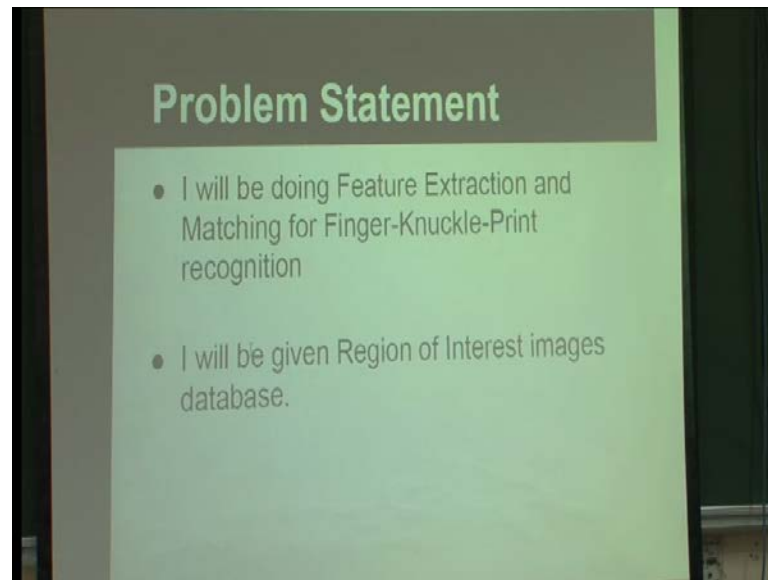 Problem Statement
● I will be doing Feature Extraction and
Matching for Finger-Knuckle-Print
recognition
● I will be given Region of Interest images
database.